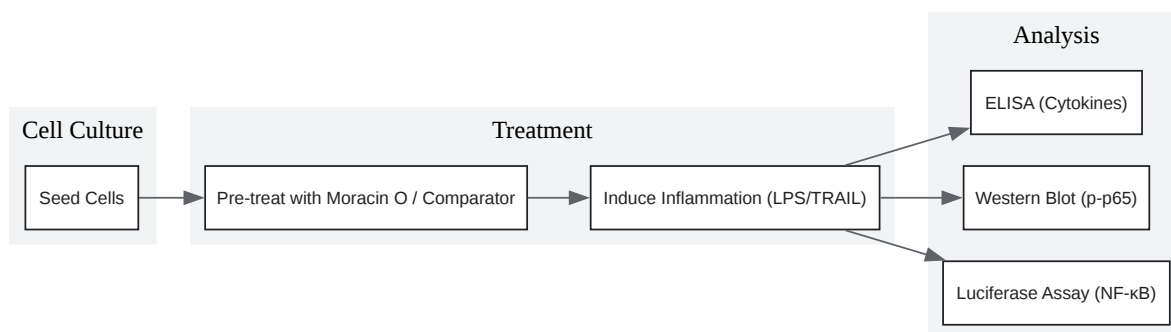 Cell Culture
Seed Cells
Treatment
Pre-treat with Moracin O / Comparator
Induce Inflammation (LPS/TRAIL)
Analysis
ELISA (Cytokines)
Western Blot (p-p65)
Luciferase Assay (NF-κB)